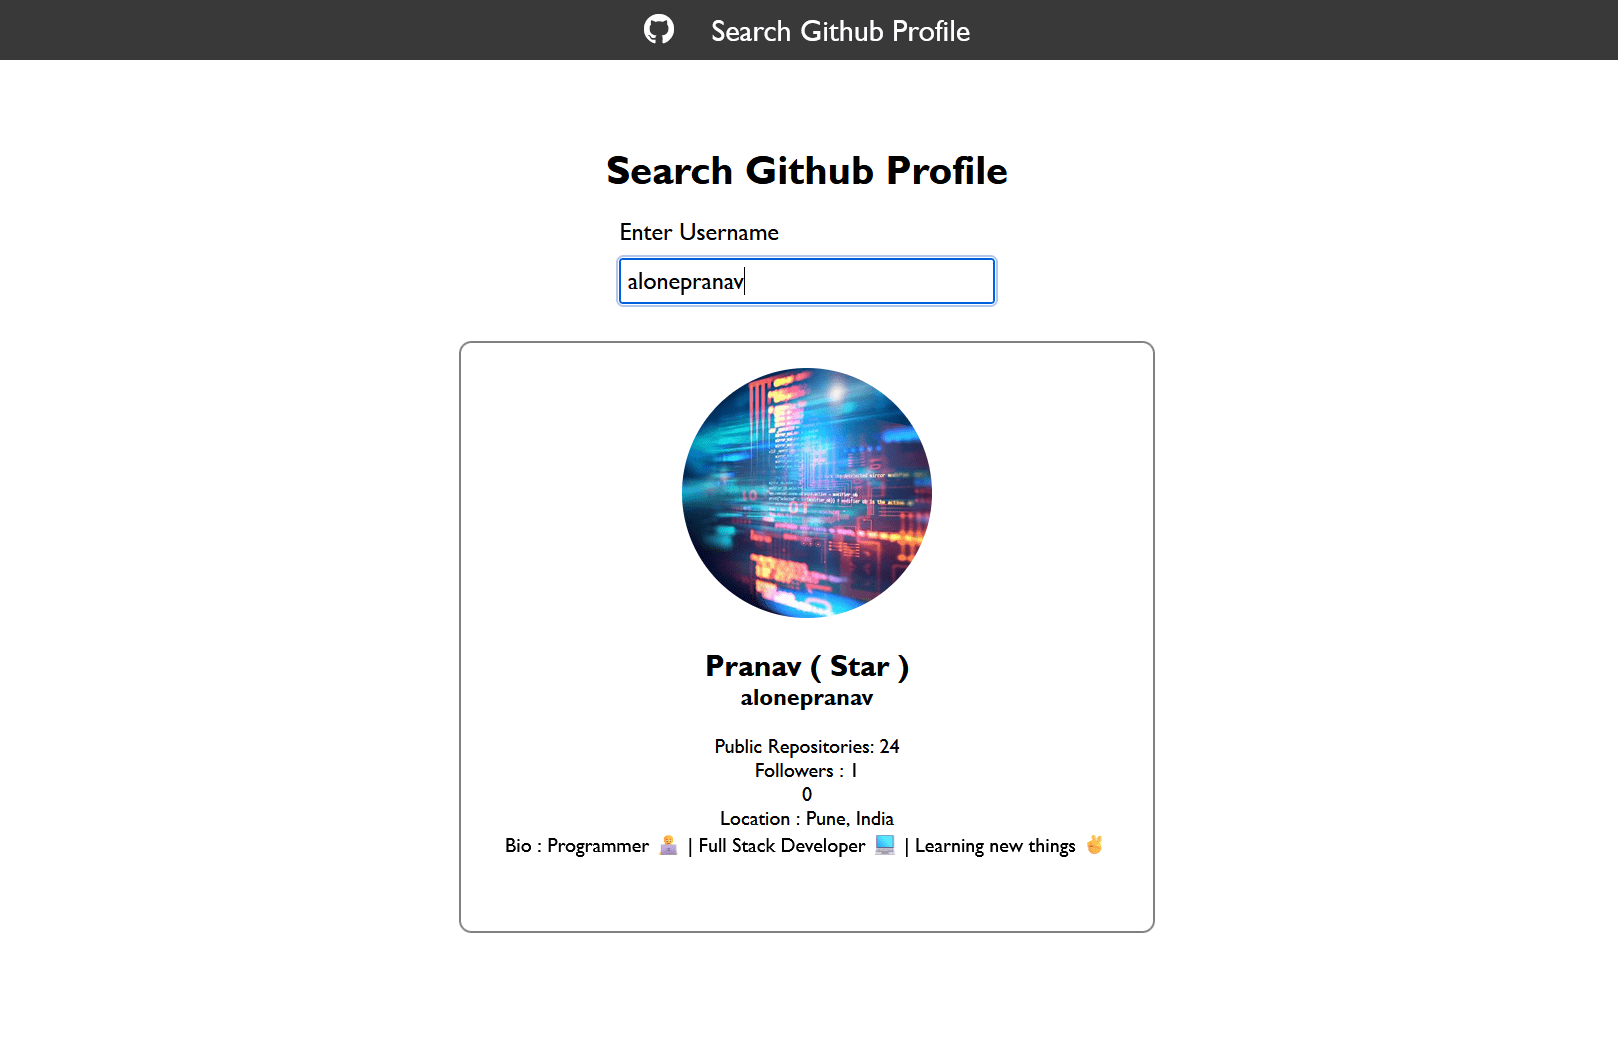 Search Github Profile
Search Github Profile
Enter Username
alonepranav
Pranav ( Star )
alonepranav
Public Repositories: 24
Followers : 1
0
Location : Pune, India
Bio : Programmer 🧑‍💻 | Full Stack Developer 💻 | Learning new things ✌